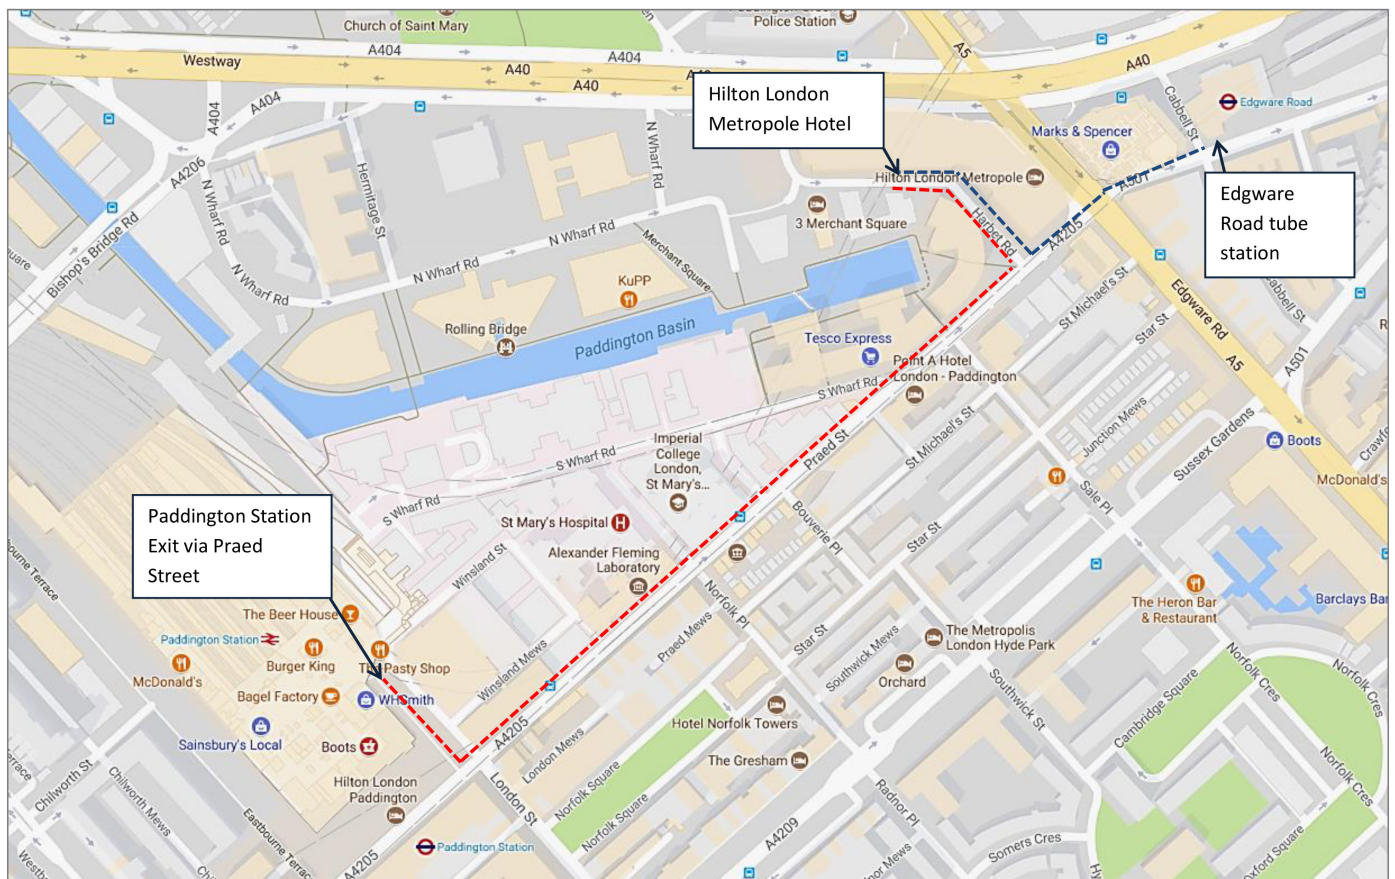 Church of Saint Mary
Police Station
A404
A404
Westway
A40
A40
A5
A40
A404
A404
A4206
Hilton London
Metropole Hotel
Cabbell St
Edgware Road
Marks & Spencer
A501
Edgware
Road tube
station
N Wharf Rd
Hermitage St
N Wharf Rd
Hilton London Metropole
3 Merchant Square
Harbet Rd
A4205
Bishop's Bridge Rd
N Wharf Rd
N Wharf Rd
N Wharf Rd
Merchant Square
KuPP
Rolling Bridge
Paddington Basin
Tesco Express
St Michael's St
Star St
Edgware Rd
A5
Cabbell St
A501
Point A Hotel
London - Paddington
S Wharf Rd
Praed St
St Michael's St
Junction Mews
Sussex Gardens
Boots
McDonald's
Imperial
College
London,
St Mary's...
S Wharf Rd
S Wharf Rd
St Mary's Hospital
Alexander Fleming
Laboratory
Winsland St
Bouverie Pl
Star St
Sale Pl
Paddington Station
Exit via Praed
Street
The Beer House
Paddington Station
Burger King
The Pasty Shop
McDonald's
Bagel Factory
WHSmith
Sainsbury's Local
Boots
Hilton London
Paddington
Winsland Mews
Praed Mews
Norfolk Pl
Star St
Southwick Mews
The Metropolis
London Hyde Park
Orchard
The Heron Bar
& Restaurant
Norfolk Cres
Norfolk Cres
Norfolk Cres
Cambridge Square
Southwick St
Hotel Norfolk Towers
The Gresham
A4205
London Mews
Norfolk Square
Norfolk Square
London St
Paddington Station
A4205
A4209
Radnor Pl
Somers Cres
Oxford Square
Chilworth St
Chilworth Mews
Eastbourne Terrace